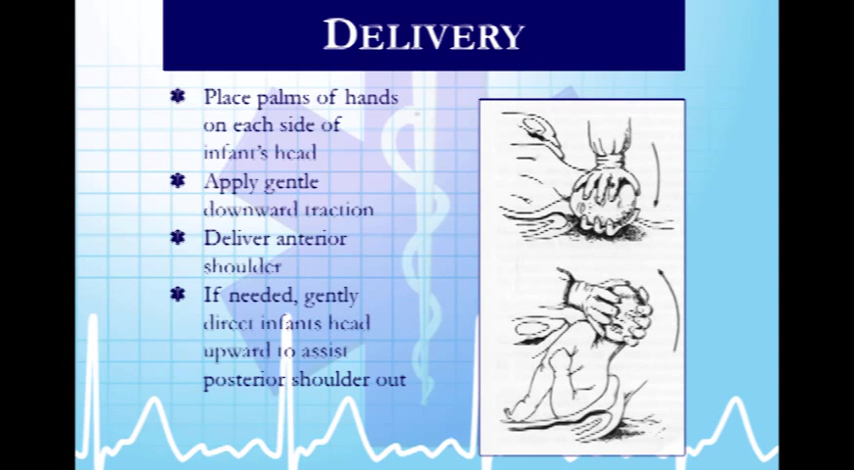 DELIVERY
Place palms of hands
on each side of
infant's head
Apply gentle
downward traction
Deliver anterior
shoulder
If needed, gently
direct infants head
upward to assist
posterior shoulder out